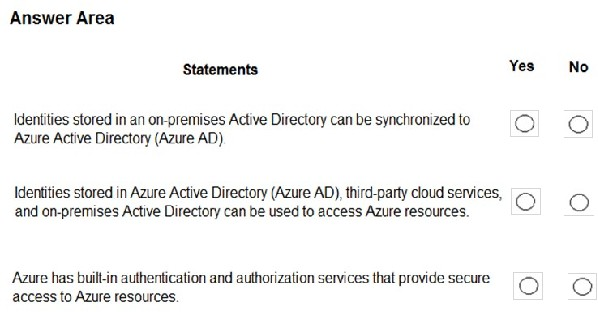 Answer Area
Statements Yes No
Identities stored in an on-premises Active Directory can be synchronized to
Azure Active Directory (Azure AD).
Identities stored in Azure Active Directory (Azure AD), third-party cloud services,
and on-premises Active Directory can be used to access Azure resources.
Azure has built-in authentication and authorization services that provide secure
access to Azure resources.